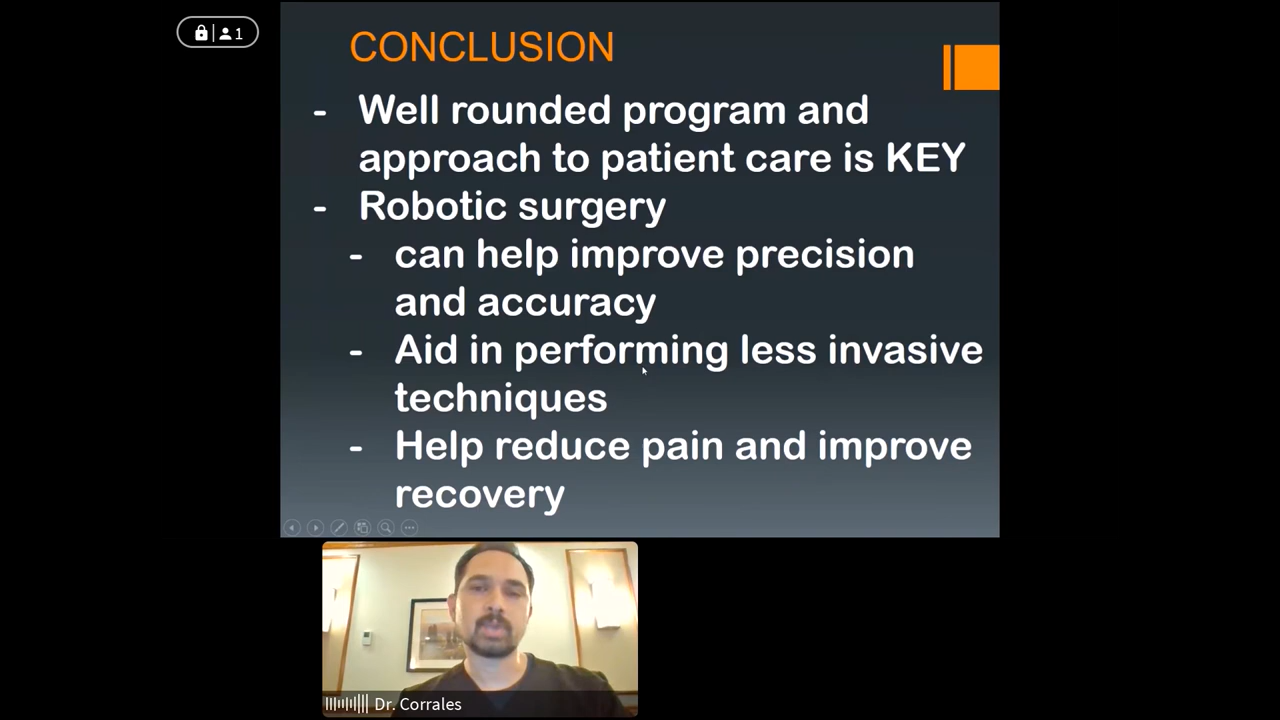 1
CONCLUSION
- Well rounded program and
approach to patient care is KEY
- Robotic surgery
- can help improve precision
and accuracy
- Aid in performing less invasive
techniques
- Help reduce pain and improve
recovery
Dr. Corrales